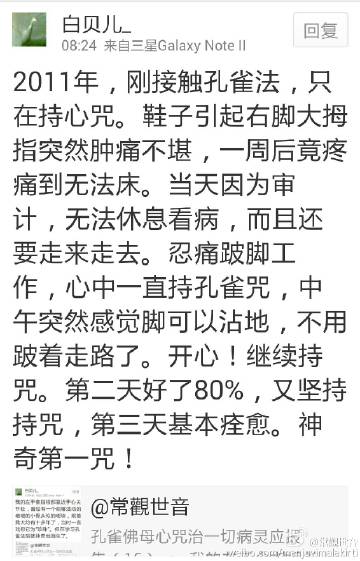 白贝儿_
08:24 来自三星Galaxy Note II
回复
2011年，刚接触孔雀法，只
在持心咒。鞋子引起右脚大拇
指突然肿痛不堪，一周后竟疼
痛到无法床。当天因为审
计，无法休息看病，而且还
要走来走去。忍痛跛脚工
作，心中一直持孔雀咒，中
午突然感觉脚可以沾地，不用
跛着走路了。开心！继续持
咒。第二天好了80%，又坚持
持咒，第三天基本痊愈。神
奇第一咒！
@常觀世音
孔雀佛母心咒治一切病灵应报